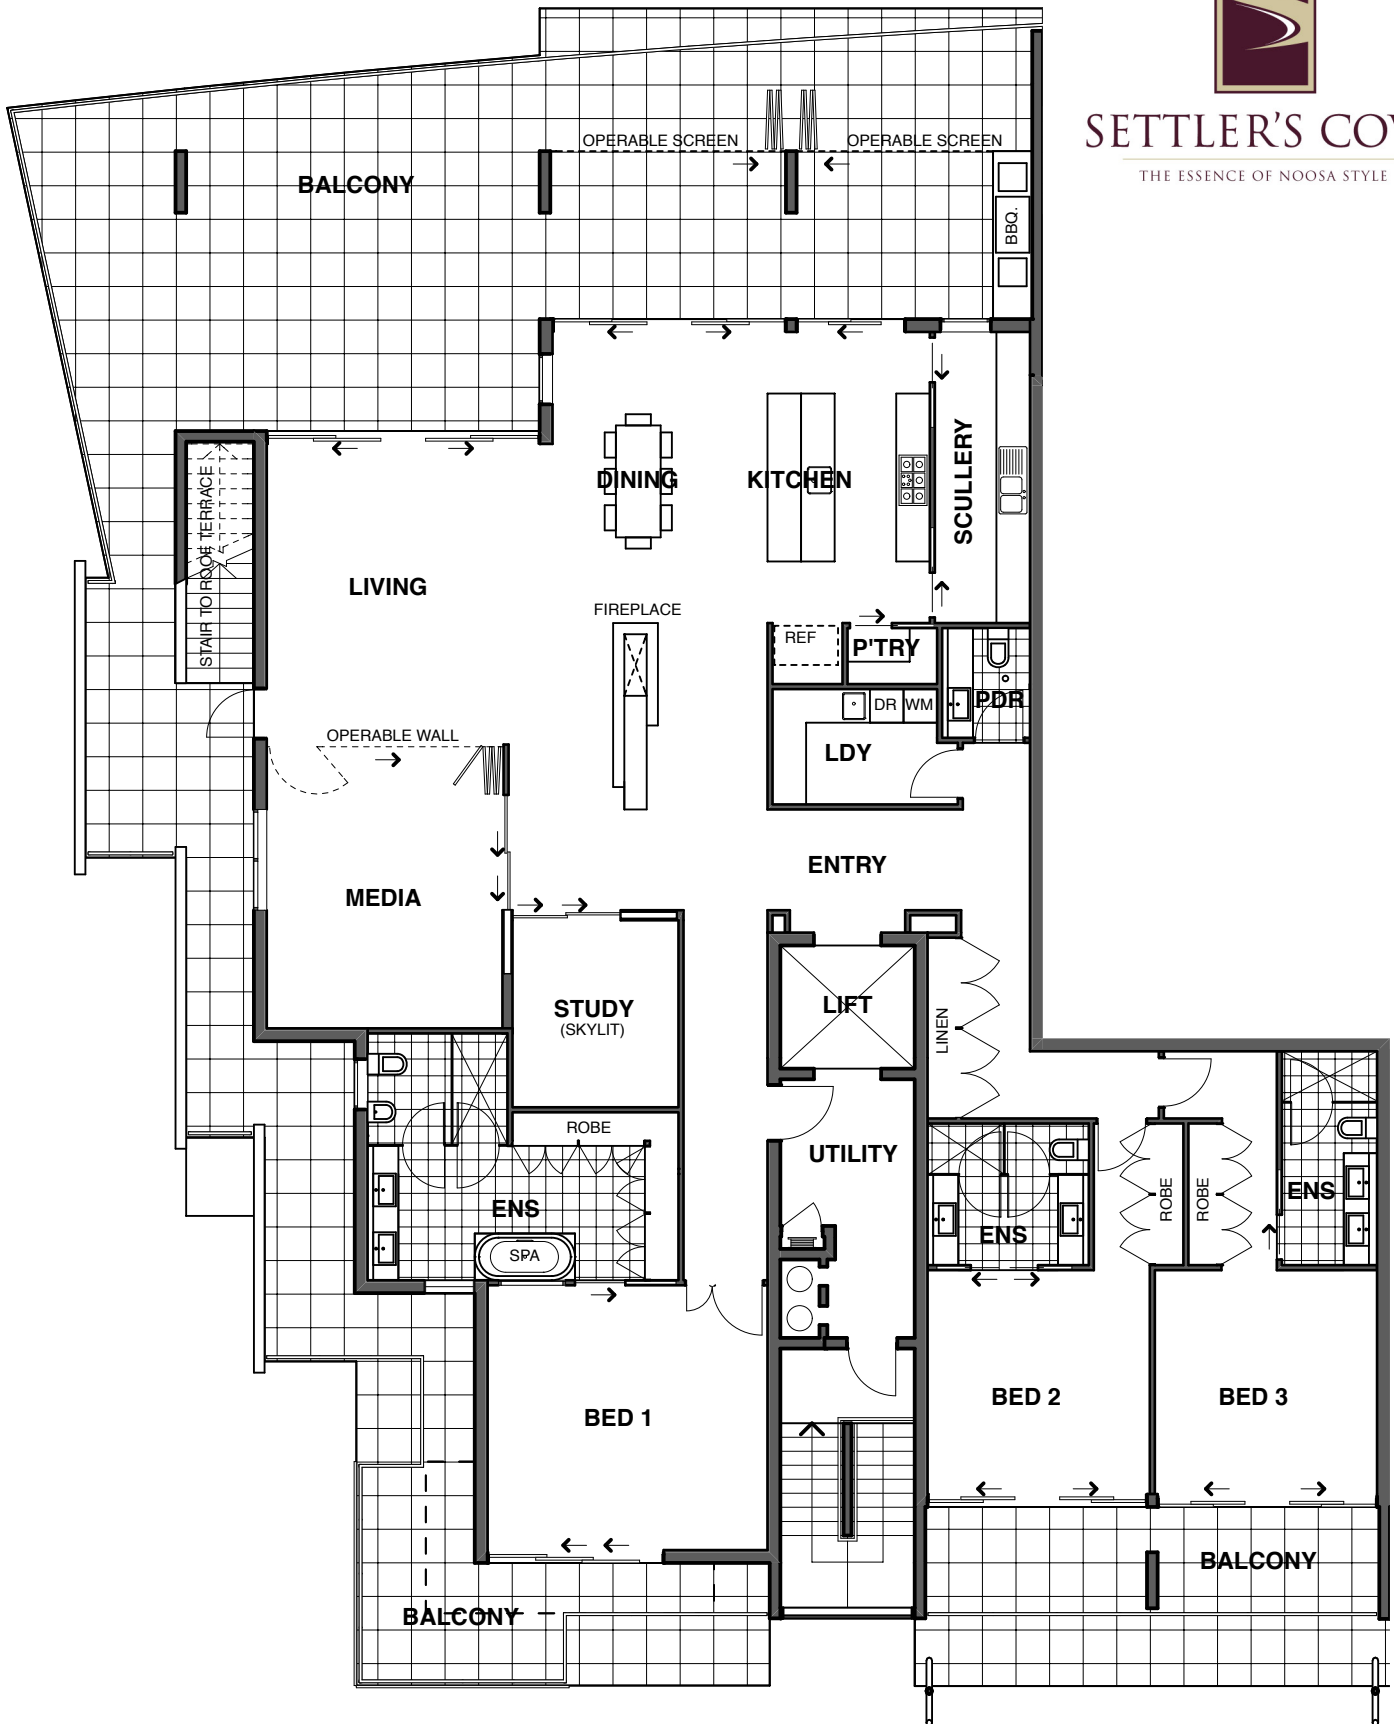 SETTLER'S CO
THE ESSENCE OF NOOSA STYLE
OPERABLE SCREEN
OPERABLE SCREEN
BALCONY
BBQ.
DINING
KITCHEN
SCULLERY
STAIR TO ROOF TERRACE
LIVING
FIREPLACE
REF
P'TRY
PDR
DR
WM
OPERABLE WALL
LDY
ENTRY
MEDIA
STUDY
(SKYLIT)
LIFT
LINEN
ROBE
UTILITY
ENS
SPA
ENS
ROBE
ROBE
ENS
BED 1
BED 2
BED 3
BALCONY
BALCONY